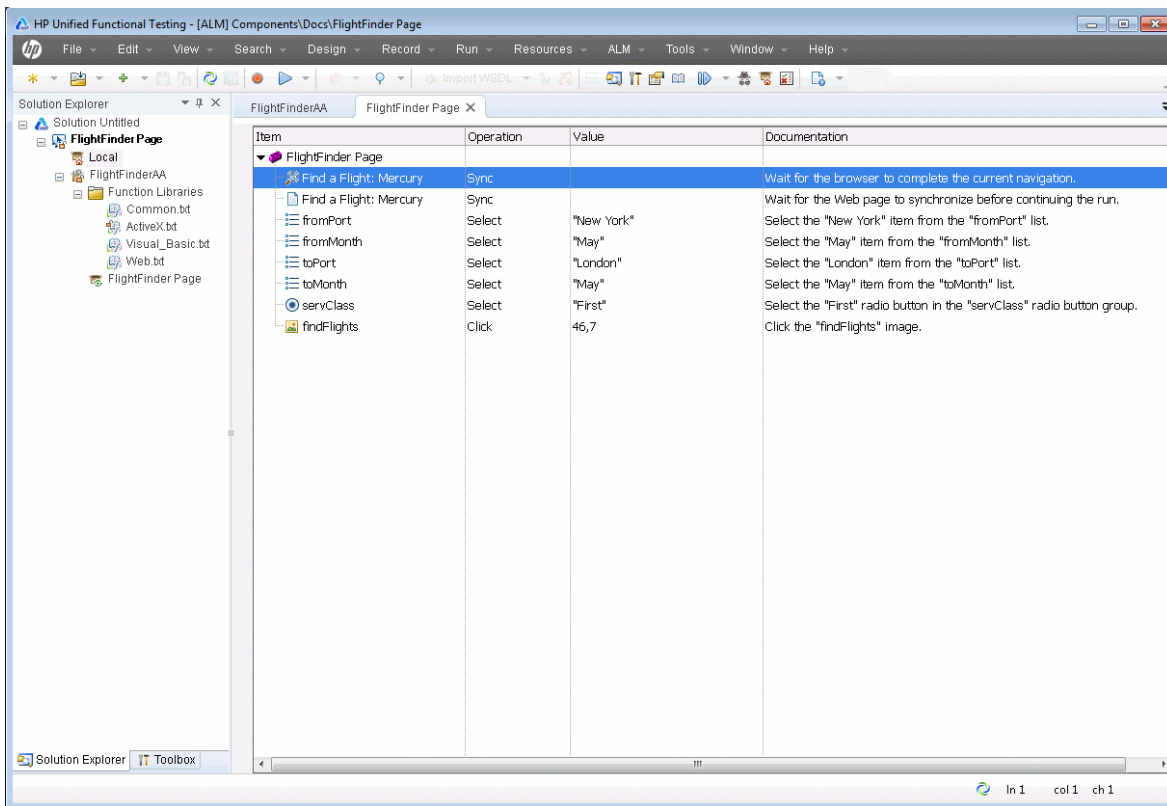 HP Unified Functional Testing - [ALM] Components\Docs\FlightFinder Page
hp File Edit View Search Design Record Run Resources ALM Tools Window Help
Import WSDL
Solution Explorer
Solution Untitled
FlightFinder Page
Local
FlightFinderAA
Function Libraries
Common.txt
ActiveX.txt
Visual_Basic.txt
Web.txt
FlightFinder Page
Solution Explorer Toolbox
FlightFinderAA FlightFinder Page
Item Operation Value Documentation
FlightFinder Page
Find a Flight: Mercury Sync Wait for the browser to complete the current navigation.
Find a Flight: Mercury Sync Wait for the Web page to synchronize before continuing the run.
fromPort Select "New York" Select the "New York" item from the "fromPort" list.
fromMonth Select "May" Select the "May" item from the "fromMonth" list.
toPort Select "London" Select the "London" item from the "toPort" list.
toMonth Select "May" Select the "May" item from the "toMonth" list.
servClass Select "First" Select the "First" radio button in the "servClass" radio button group.
findFlights Click 46,7 Click the "findFlights" image.
ln 1 col 1 ch 1